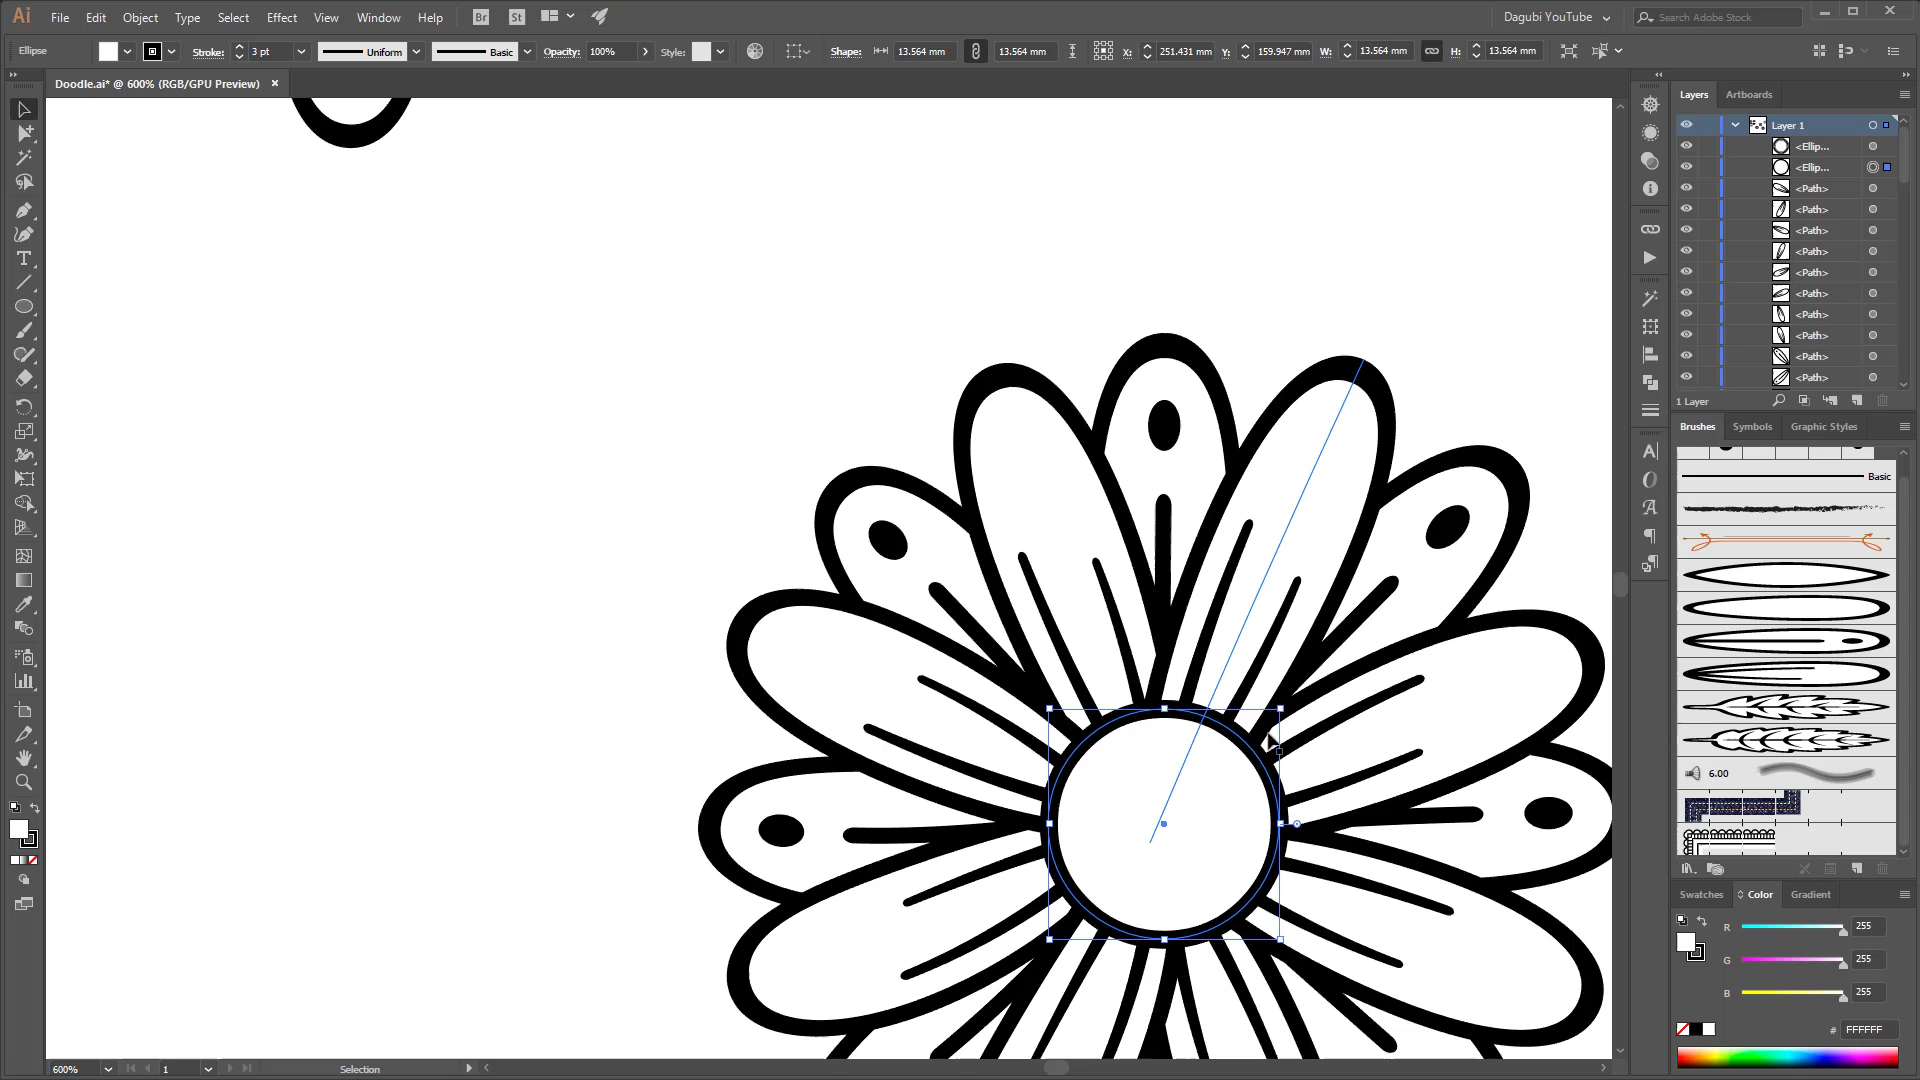 Ai File Edit Object Type Select Effect View Window Help Br St Dagubi YouTube Search Adobe Stock
Ellipse Stroke: 3 pt Uniform Basic Opacity: 100% Style: Shape: 13.564 mm 13.564 mm X: 251.431 mm Y: 159.947 mm W: 13.564 mm H: 13.564 mm
Doodle.ai* @ 600% (RGB/GPU Preview) ×
Layers Artboards
Layer 1
<Ellip...
<Ellip...
<Path>
<Path>
<Path>
<Path>
<Path>
<Path>
<Path>
<Path>
<Path>
<Path>
1 Layer
Brushes Symbols Graphic Styles
Basic
6.00
Swatches Color Gradient
R 255
G 255
B 255
# FFFFFF
600% 1 Selection